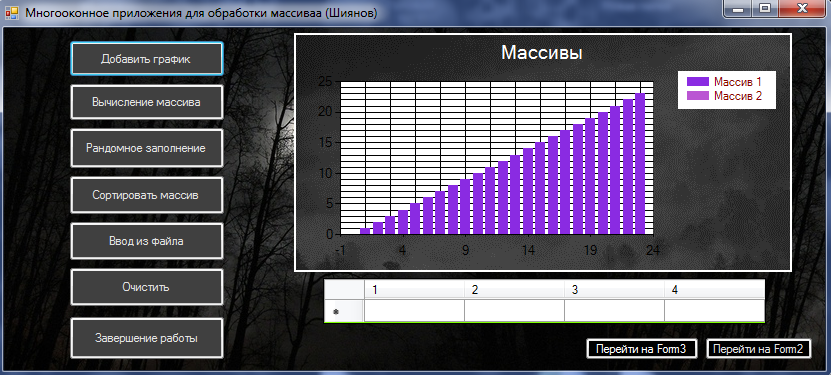 Многооконное приложения для обработки массиваа (Шиянов)
Добавить график
Вычисление массива
Рандомное заполнение
Сортировать массив
Ввод из файла
Очистить
Завершение работы
Массивы
Массив 1
Массив 2
25
20
15
10
5
0
-1 4 9 14 19 24
1 2 3 4
Перейти на Form3 Перейти на Form2